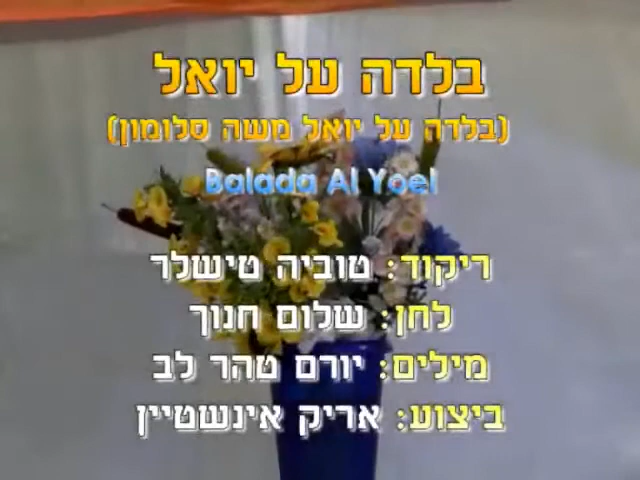 בלדה על יואל
(בלדה על יואל משה סלומון)
Balada Al Yoel
ריקוד: טוביה טישלר
לחן: שלום חנוך
מילים: יורם טהר לב
ביצוע: אריק אינשטיין